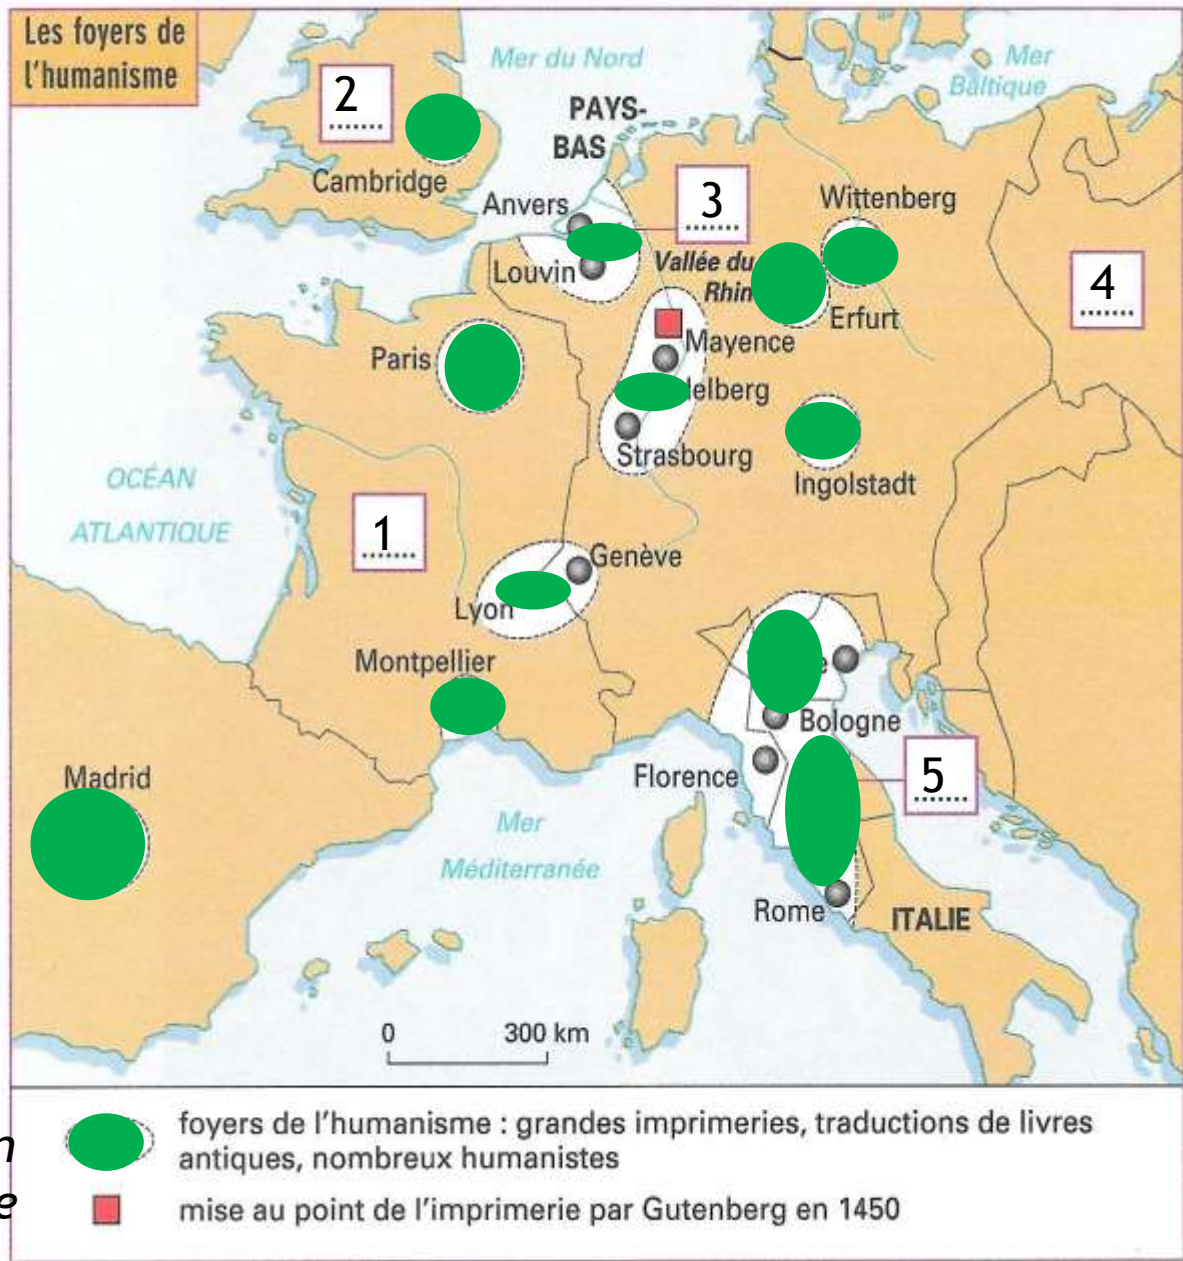 Les foyers de
l'humanisme
Mer du Nord
Mer
Baltique
2
PAYS-
BAS
Cambridge
Anvers
3
Wittenberg
Louvin
Vallée du
Rhin
4
Erfurt
Paris
Mayence
Strasbourg
Ingolstadt
OCÉAN
ATLANTIQUE
1
Genève
Lyon
Montpellier
Bologne
Madrid
Florence
5
Mer
Méditerranée
Rome
ITALIE
0 300 km
foyers de l'humanisme : grandes imprimeries, traductions de livres
antiques, nombreux humanistes
mise au point de l'imprimerie par Gutenberg en 1450